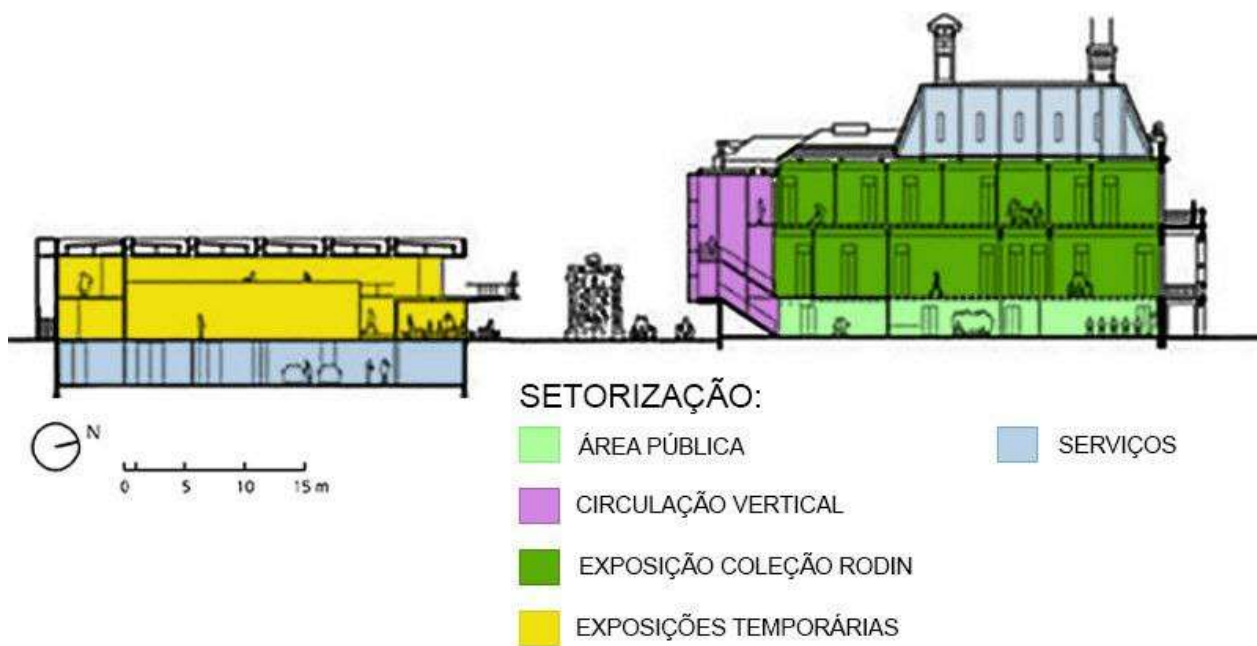 N
0 5 10 15 m
SETORIZAÇÃO:
ÁREA PÚBLICA
SERVIÇOS
CIRCULAÇÃO VERTICAL
EXPOSIÇÃO COLEÇÃO RODIN
EXPOSIÇÕES TEMPORÁRIAS